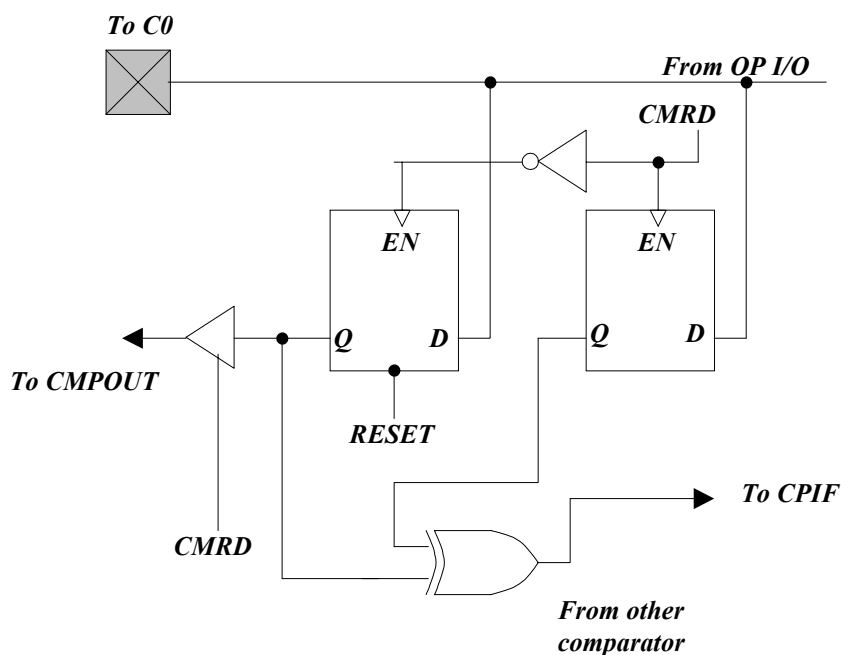 To C0
From OP I/O
CMRD
EN
EN
Q
D
Q
D
To CMPOUT
RESET
To CPIF
CMRD
From other
comparator